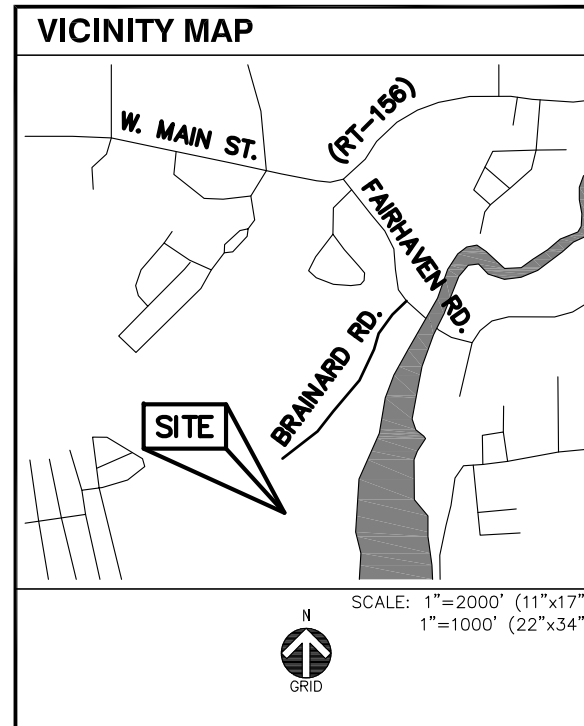 VICINITY MAP
W. MAIN ST.
(RT-156)
FAIRHAVEN RD.
BRAINARD RD.
SITE
SCALE: 1"=2000' (11"x17"
1"=1000' (22"x34"
N
GRID